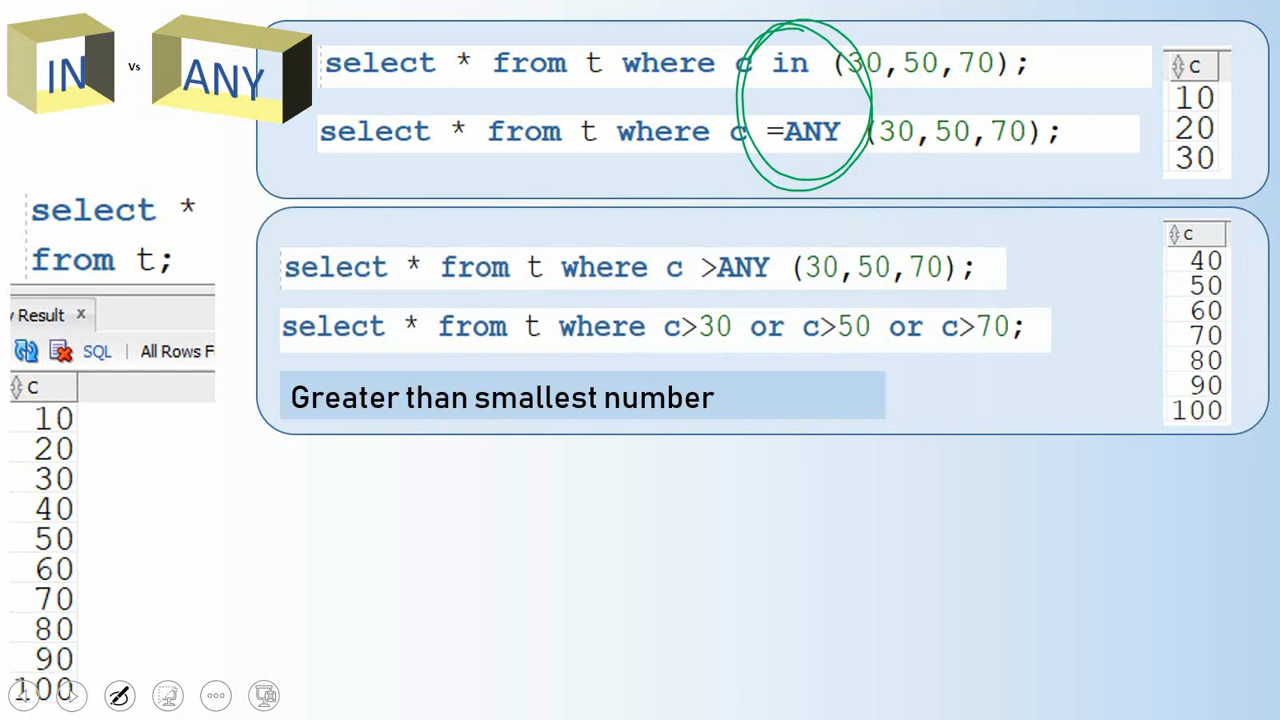 IN Vs ANY
select * from t where c in (30,50,70);
select * from t where c =ANY (30,50,70);
C
10
20
30
select *
from t;
y Result x
SQL | All Rows F
C
10
20
30
40
50
60
70
80
90
100
select * from t where c >ANY (30,50,70);
select * from t where c>30 or c>50 or c>70;
Greater than smallest number
C
40
50
60
70
80
90
100